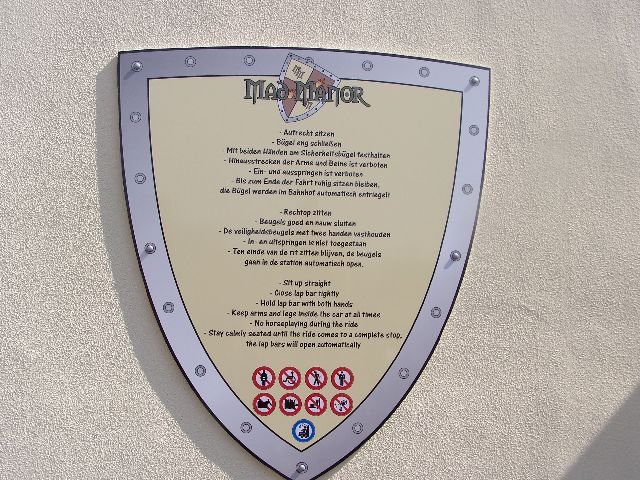 Mad Manor
- Aufrecht sitzen
- Bügel eng schließen
Mit beiden Händen am Sicherheitsbügel festhalten
- Hinausstrecken der Arme und Beine ist verboten
- Ein- und ausspringen ist verboten
- Bis zum Ende der Fahrt ruhig sitzen bleiben,
die Bügel werden im Bahnhof automatisch entriegelt
- Rechtop zitten
- Beugels goed en nauw sluiten
- De veiligheidsbeugels met twee handen vasthouden
- In- en uitspringen is niet toegestaan
- Ten einde van de rit zitten blijven, de beugels
gaan in de station automatisch open.
- Sit up straight
- Close lap bar tightly
- Hold lap bar with both hands
- Keep arms and legs inside the car at all times
- No horseplaying during the ride
- Stay calmly seated until the ride comes to a complete stop,
the lap bars will open automatically